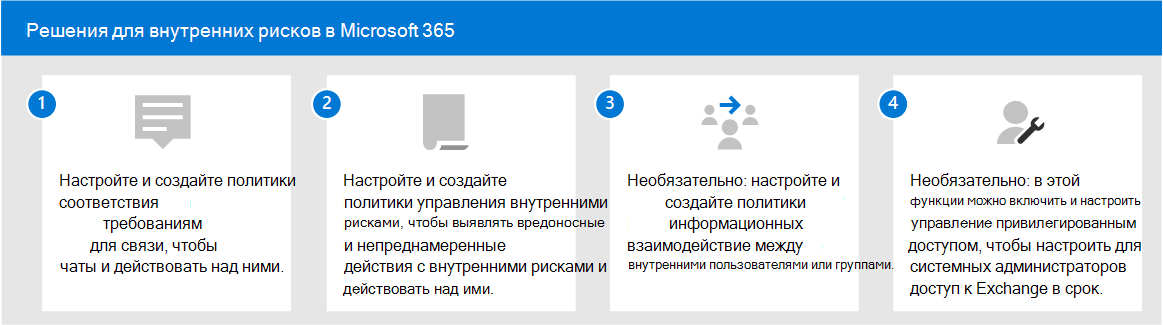 Решения для внутренних рисков в Microsoft 365
1
Настройте и создайте политики
соответствия
требованиям
для связи, чтобы
чаты и действовать над ними.
2
Настройте и создайте
политики управления внутренними
рисками, чтобы выявлять вредоносные
и непреднамеренные
действия с внутренними рисками и
действовать над ими.
3
Необязательно: настройте и
создайте политики
информационных
взаимодействие между
внутренними пользователями или группами.
4
Необязательно: в этой
функции можно включить и настроить
управление привилегированным
доступом, чтобы настроить для
системных администраторов
доступ к Exchange в срок.